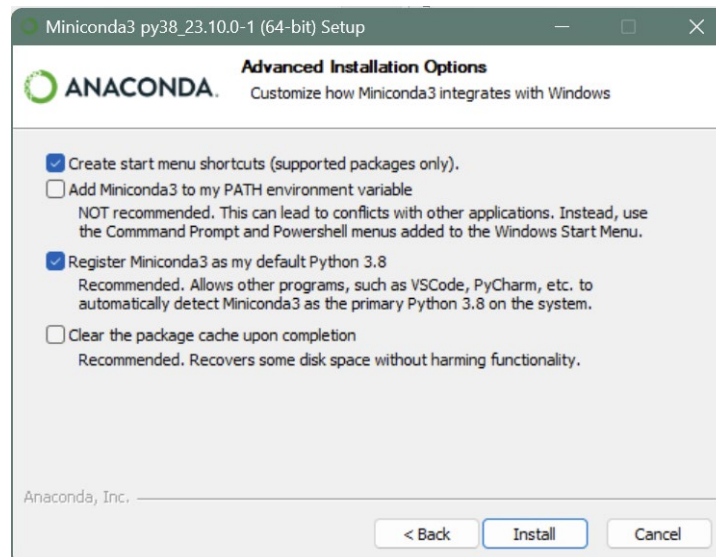 Miniconda3 py38_23.10.0-1 (64-bit) Setup
ANACONDA.
Advanced Installation Options
Customize how Miniconda3 integrates with Windows
Create start menu shortcuts (supported packages only).
Add Miniconda3 to my PATH environment variable
NOT recommended. This can lead to conflicts with other applications. Instead, use
the Commmand Prompt and Powershell menus added to the Windows Start Menu.
Register Miniconda3 as my default Python 3.8
Recommended. Allows other programs, such as VSCode, PyCharm, etc. to
automatically detect Miniconda3 as the primary Python 3.8 on the system.
Clear the package cache upon completion
Recommended. Recovers some disk space without harming functionality.
Anaconda, Inc.
< Back
Install
Cancel